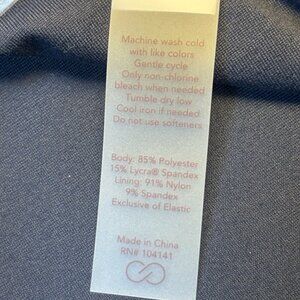 Machine wash cold
with like colors
Gentle cycle
Only non-chlorine
bleach when needed
Tumble dry low
Cool iron if needed
Do not use softeners
Body: 85% Polyester
15% Lycra® Spandex
Lining: 91% Nylon
9% Spandex
Exclusive of Elastic
Made in China
RN# 104141